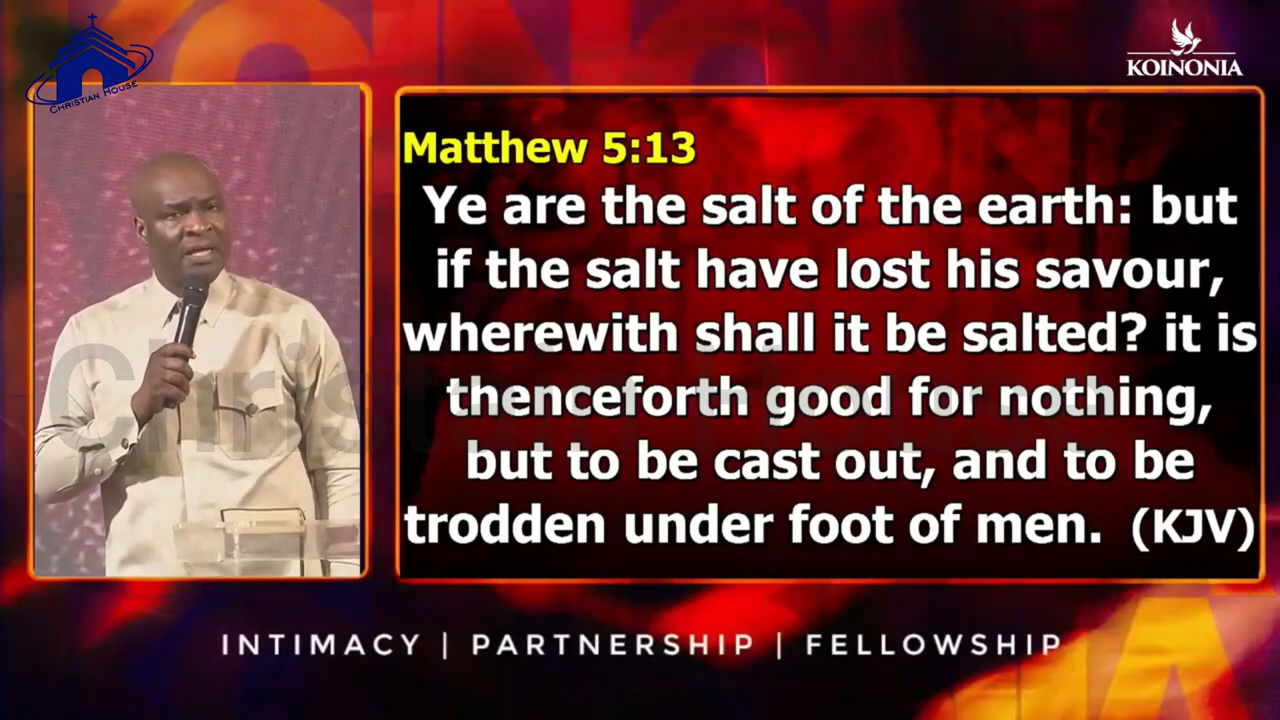 CHRISTIAN HOUSE
KOINONIA
Matthew 5:13
Ye are the salt of the earth: but
if the salt have lost his savour,
wherewith shall it be salted? it is
thenceforth good for nothing,
but to be cast out, and to be
trodden under foot of men. (KJV)
Christian House
INTIMACY | PARTNERSHIP | FELLOWSHIP